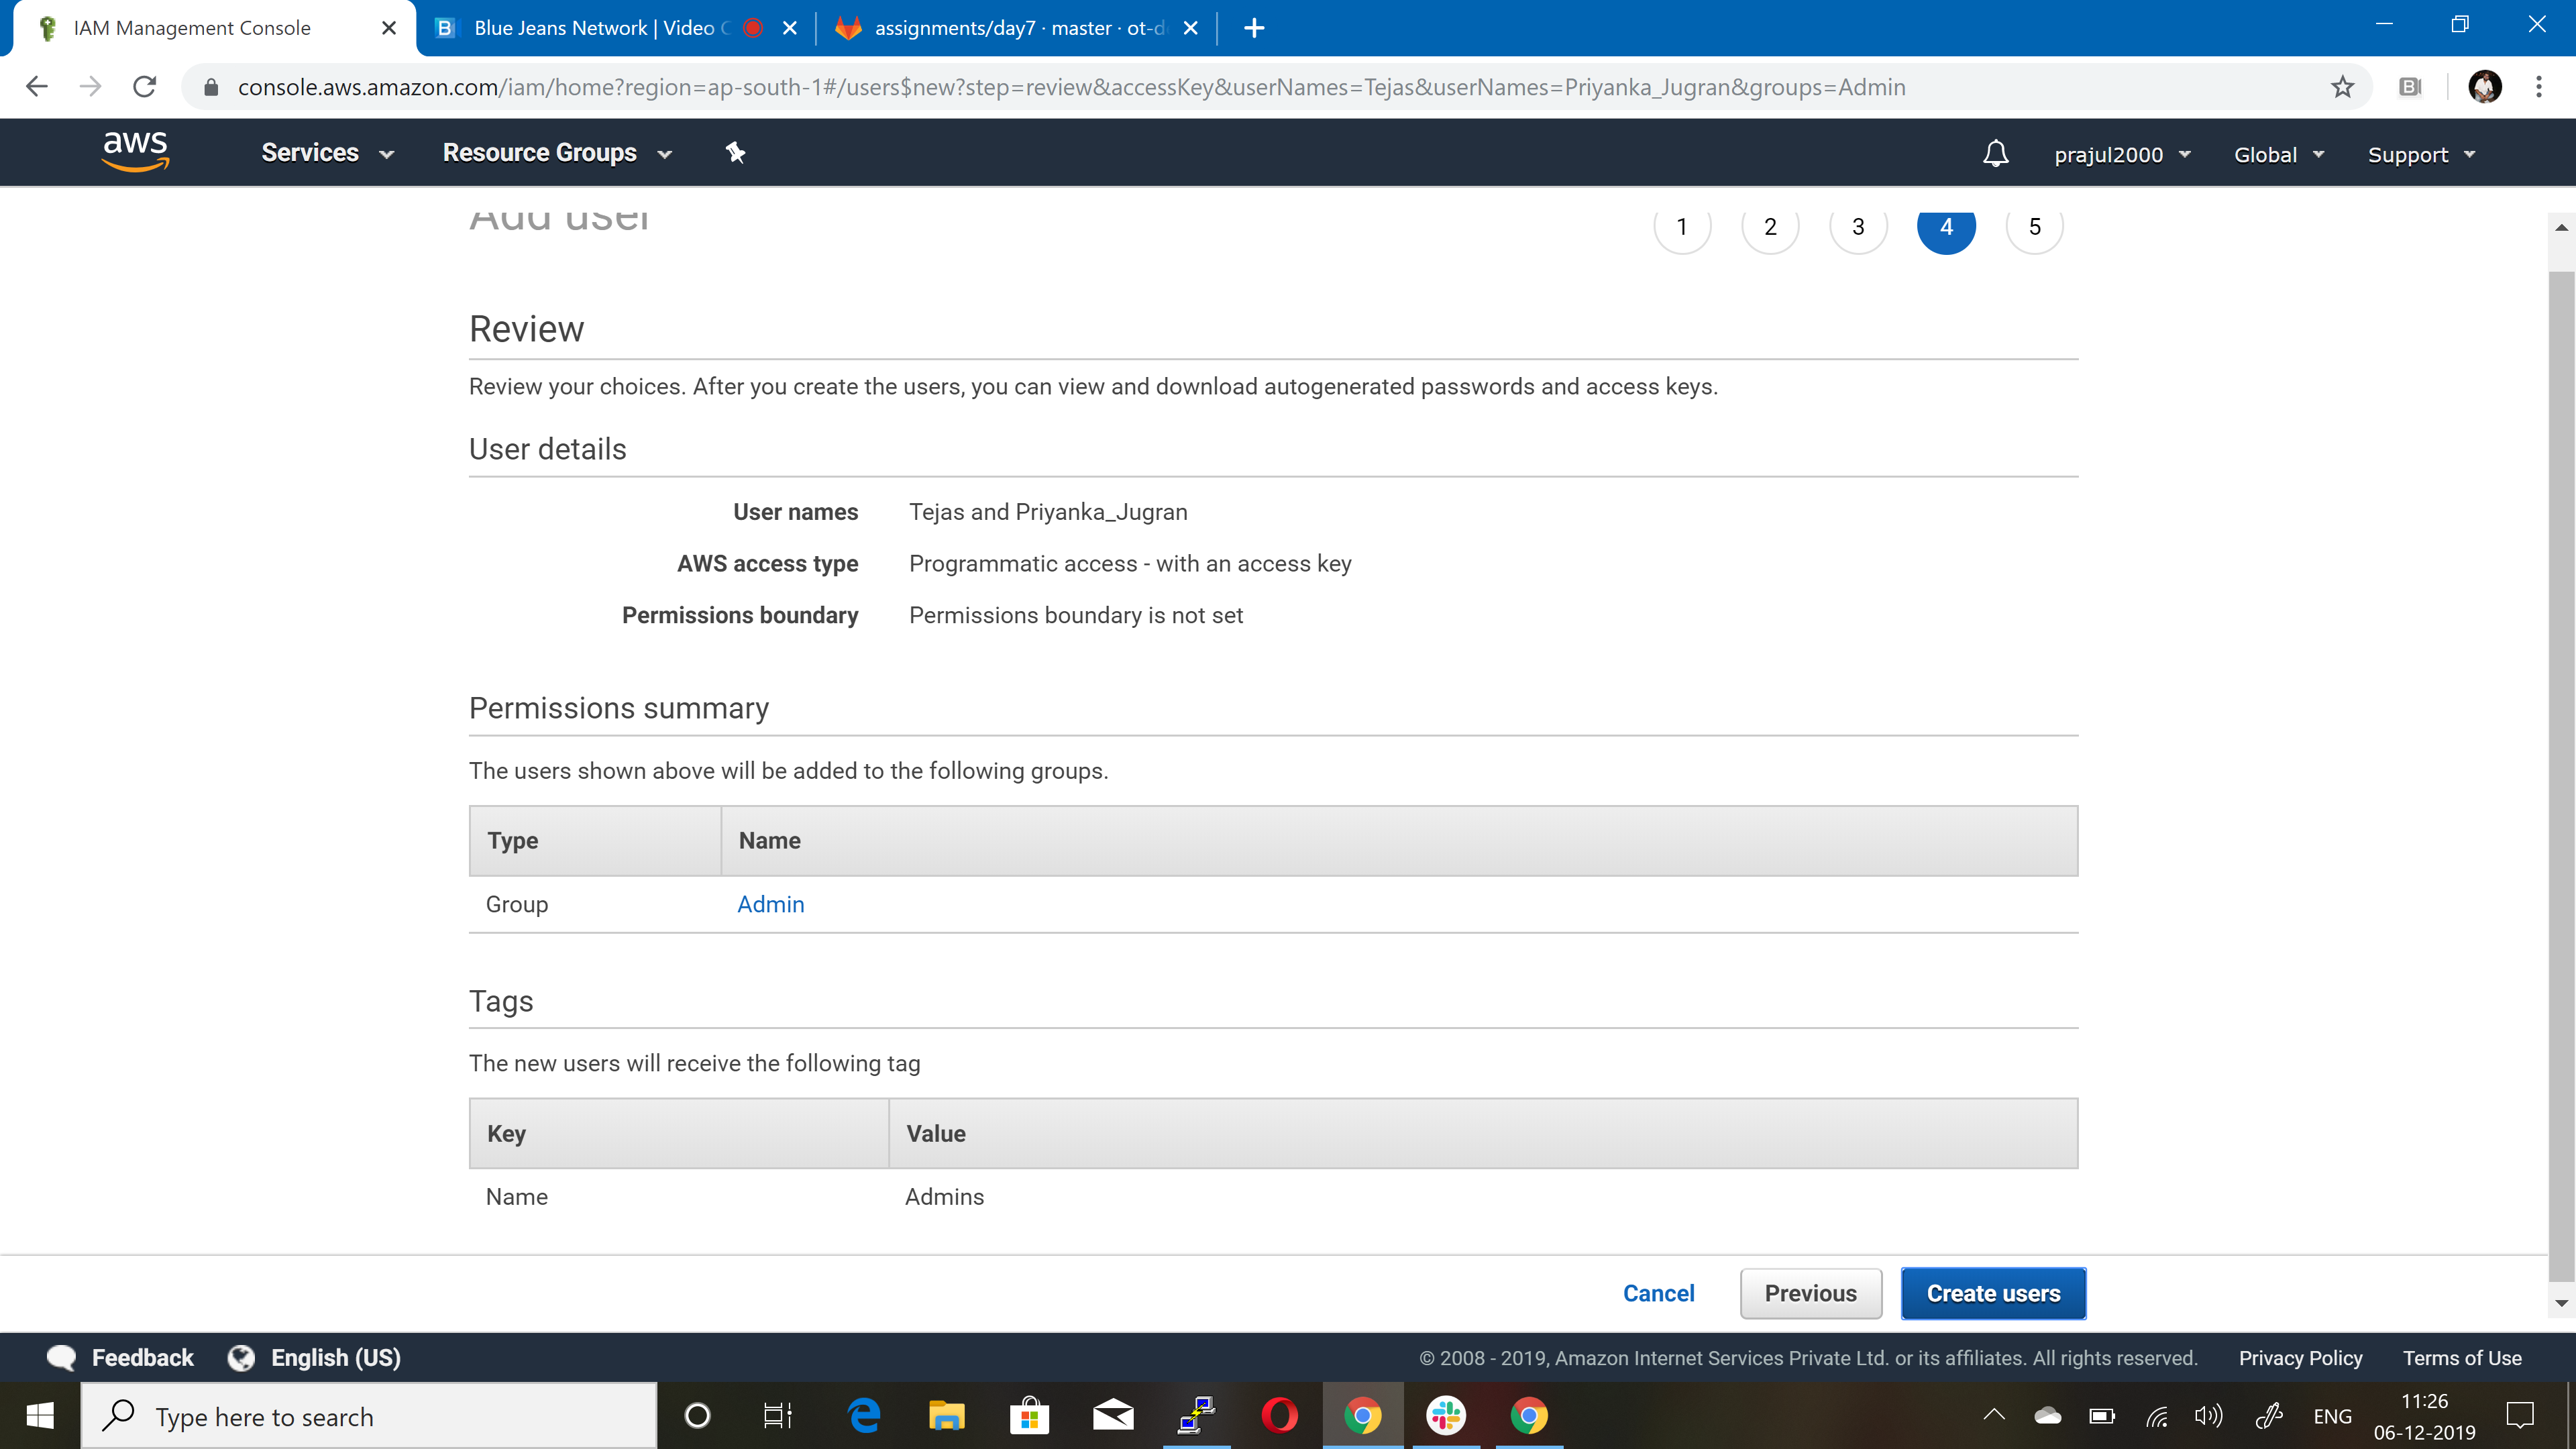 IAM Management Console
Blue Jeans Network | Video C
assignments/day7 · master · ot-d
console.aws.amazon.com/iam/home?region=ap-south-1#/users$new?step=review&accessKey&userNames=Tejas&userNames=Priyanka_Jugran&groups=Admin
aws
Services
Resource Groups
prajul2000
Global
Support
Add user
1
2
3
4
5
Review
Review your choices. After you create the users, you can view and download autogenerated passwords and access keys.
User details
User names Tejas and Priyanka_Jugran
AWS access type Programmatic access - with an access key
Permissions boundary Permissions boundary is not set
Permissions summary
The users shown above will be added to the following groups.
Type Name
Group Admin
Tags
The new users will receive the following tag
Key Value
Name Admins
Cancel
Previous
Create users
Feedback
English (US)
© 2008 - 2019, Amazon Internet Services Private Ltd. or its affiliates. All rights reserved.
Privacy Policy
Terms of Use
Type here to search
ENG
11:26
06-12-2019